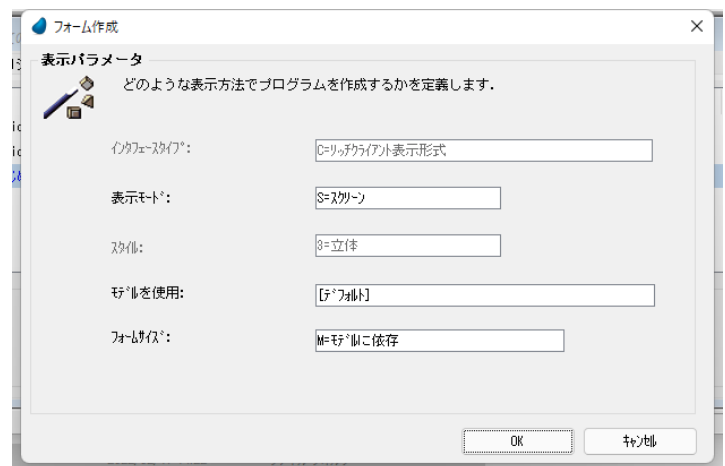 フォーム作成
表示パラメータ
どのような表示方法でプログラムを作成するかを定義します.
ｲﾝﾀﾌｪｰｽﾀｲﾌﾟ:
C=ﾘｯﾁｸﾗｲｱﾝﾄ表示形式
表示ﾓｰﾄﾞ:
S=ｽｸﾘｰﾝ
ｽﾀｲﾙ:
3=立体
ﾓﾃﾞﾙを使用:
[ﾃﾞﾌｫﾙﾄ]
ﾌｫｰﾑｻｲｽﾞ:
M=ﾓﾃﾞﾙに依存
OK
ｷｬﾝｾﾙ